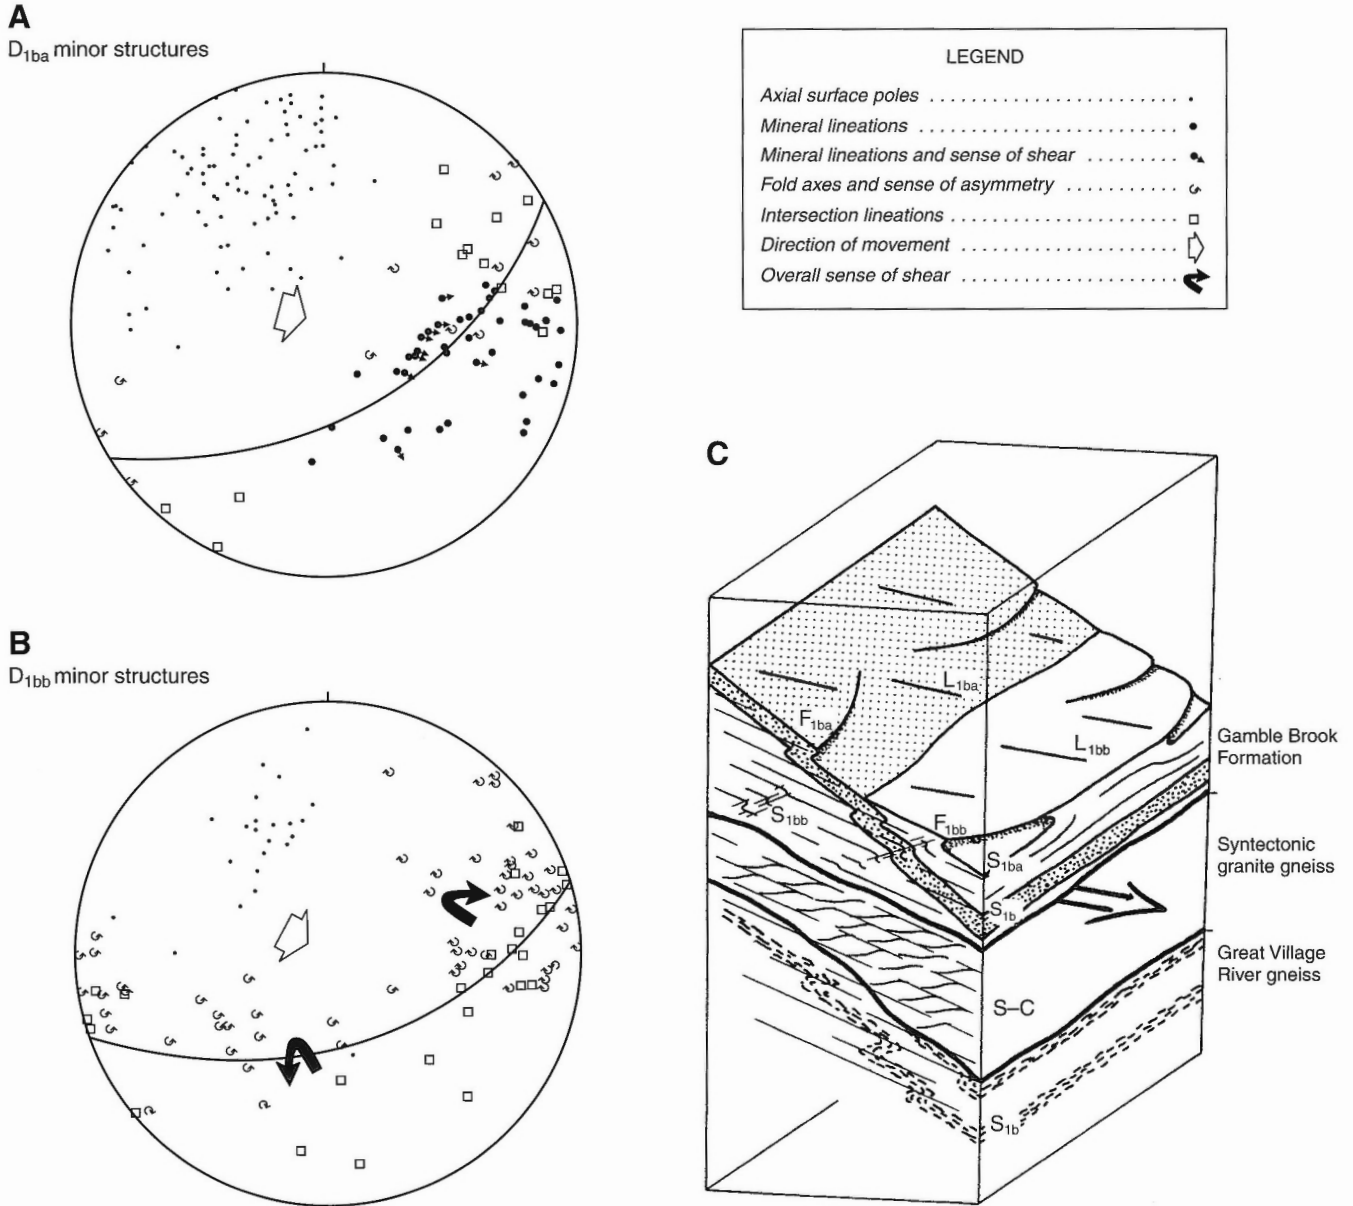 A
D1ba minor structures
LEGEND
Axial surface poles ........................
Mineral lineations ........................
Mineral lineations and sense of shear .........
Fold axes and sense of asymmetry ...........
Intersection lineations .....................
Direction of movement ....................
Overall sense of shear .....................
B
D1bb minor structures
C
L1ba
F1ba
L1bb
Gamble Brook
Formation
S1bb
F1bb
S1ba
Syntectonic
granite gneiss
S1b
Great Village
River gneiss
S–C
S1b